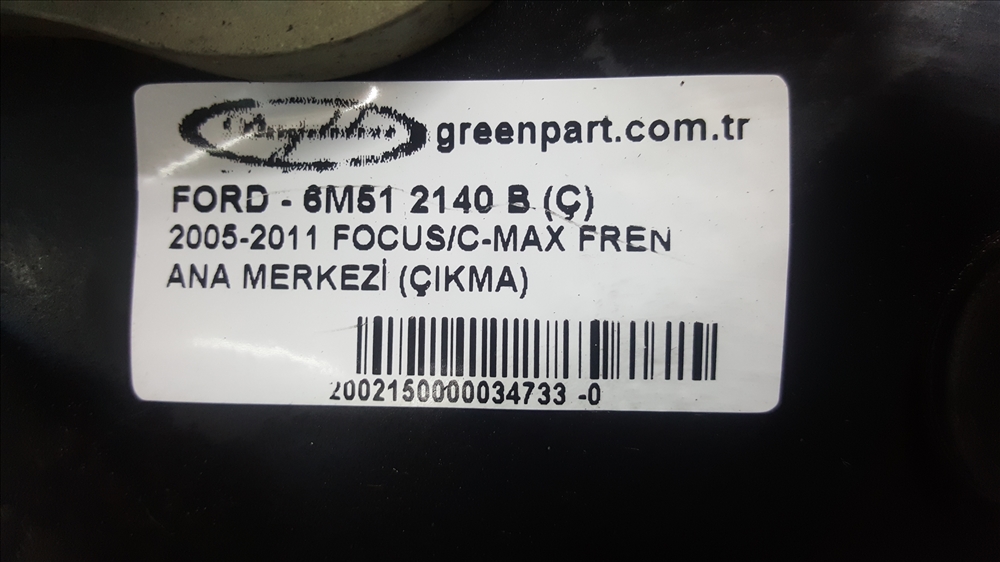 greenpart.com.tr
FORD - 6M51 2140 B (Ç)
2005-2011 FOCUS/C-MAX FREN
ANA MERKEZİ (ÇIKMA)
2002150000034733 -0